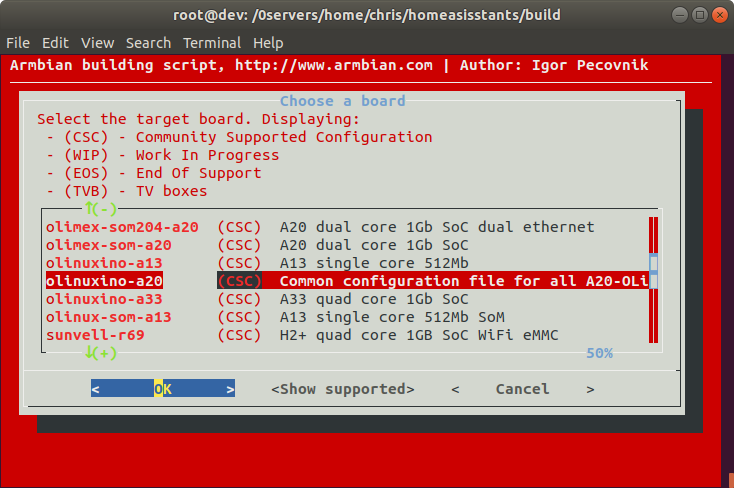 root@dev: /0servers/home/chris/homeasisstants/build
File Edit View Search Terminal Help
Armbian building script, http://www.armbian.com | Author: Igor Pecovnik
Choose a board
Select the target board. Displaying:
- (CSC) - Community Supported Configuration
- (WIP) - Work In Progress
- (EOS) - End Of Support
- (TVB) - TV boxes
↑(-)
olimex-som204-a20 (CSC) A20 dual core 1Gb SoC dual ethernet
olimex-som-a20 (CSC) A20 dual core 1Gb SoC
olinuxino-a13 (CSC) A13 single core 512Mb
olinuxino-a20 (CSC) Common configuration file for all A20-OLi
olinuxino-a33 (CSC) A33 quad core 1Gb SoC
olinux-som-a13 (CSC) A13 single core 512Mb SoM
sunvell-r69 (CSC) H2+ quad core 1GB SoC WiFi eMMC
↓(+) 50%
< OK > <Show supported> < Cancel >